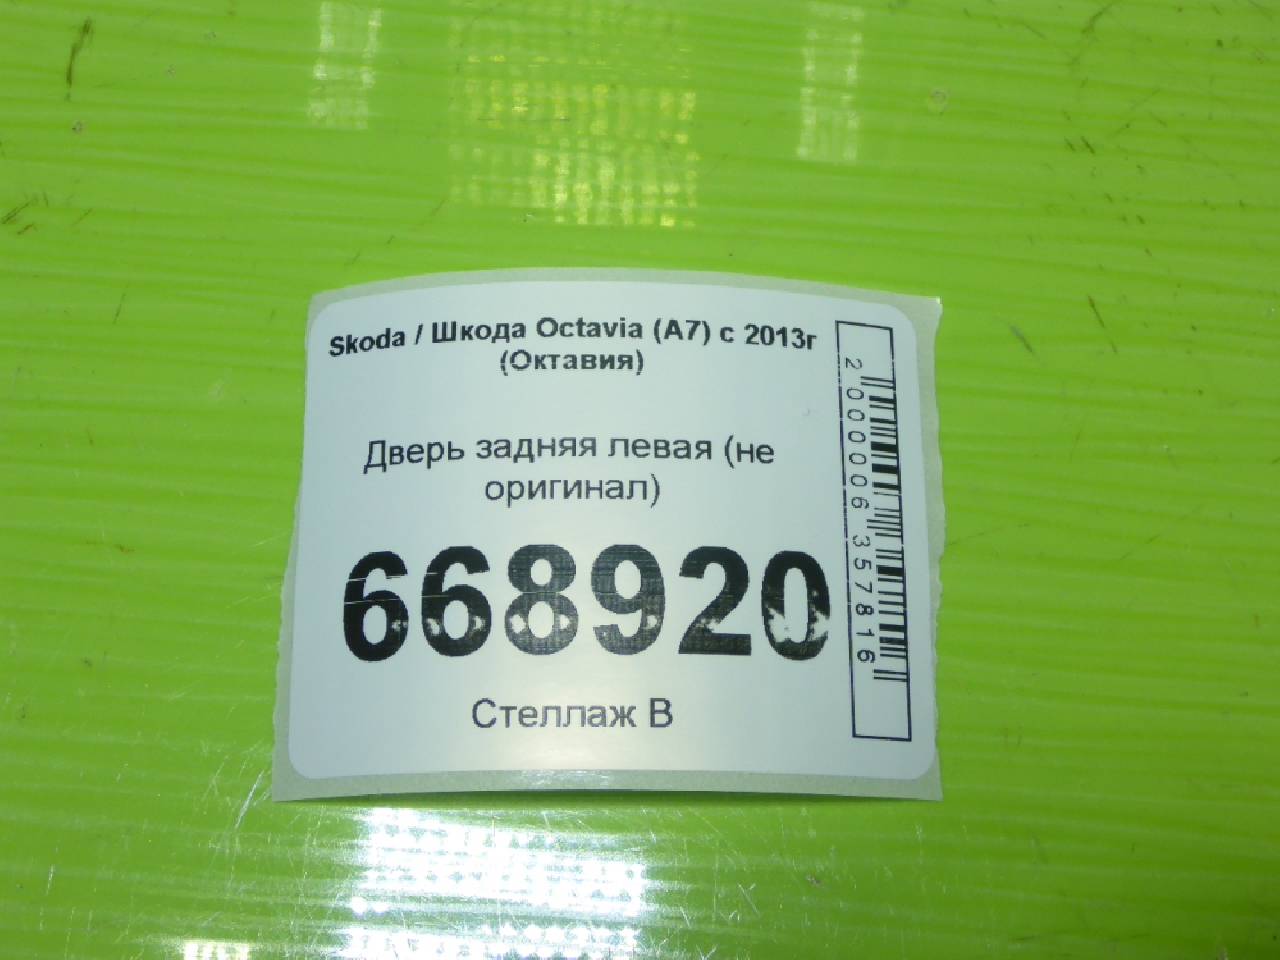 Skoda / Шкода Octavia (A7) с 2013г
(Октавия)
Дверь задняя левая (не
оригинал)
668920
Стеллаж В
2000006357816